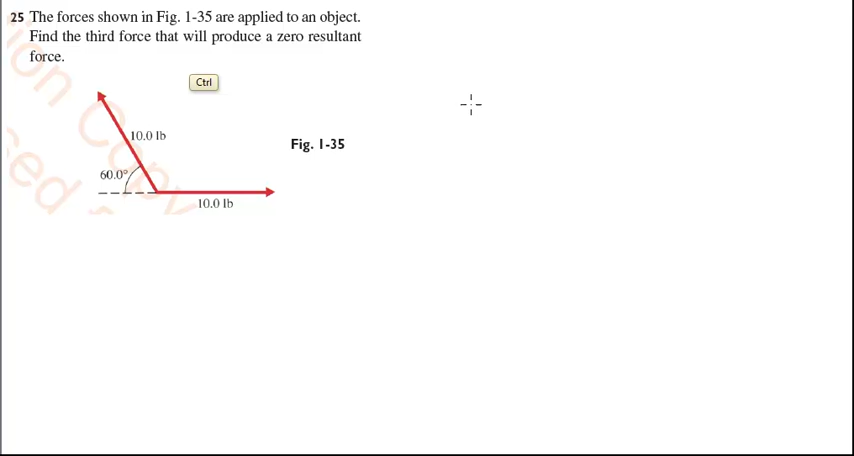 25 The forces shown in Fig. 1-35 are applied to an object.
Find the third force that will produce a zero resultant
force.
Ctrl
10.0 lb
Fig. 1-35
60.0°
10.0 lb